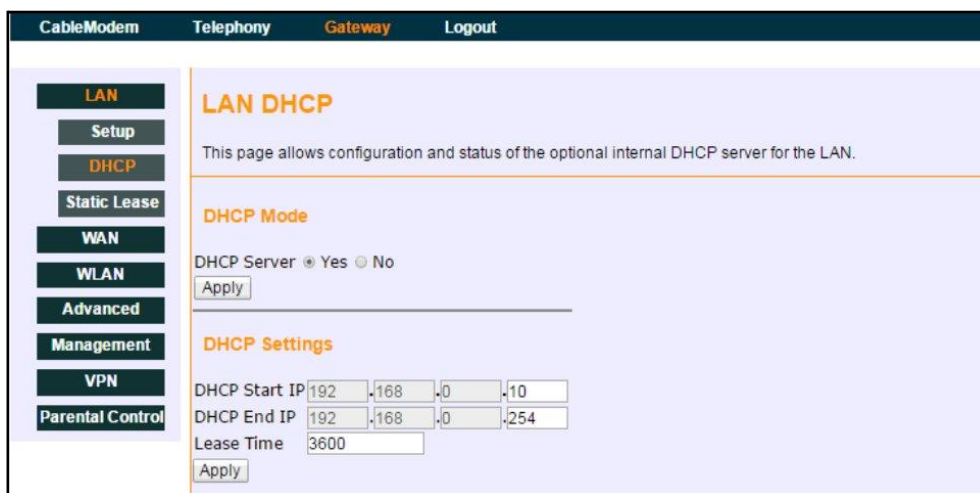 CableModem Telephony Gateway Logout
LAN
Setup
DHCP
Static Lease
WAN
WLAN
Advanced
Management
VPN
Parental Control
LAN DHCP
This page allows configuration and status of the optional internal DHCP server for the LAN.
DHCP Mode
DHCP Server Yes No
Apply
DHCP Settings
DHCP Start IP 192 .168 .0 .10
DHCP End IP 192 .168 .0 .254
Lease Time 3600
Apply